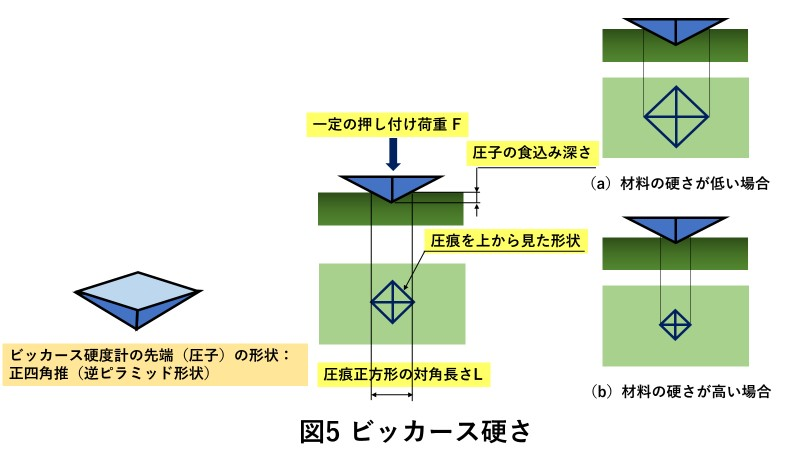 一定の押し付け荷重 F
圧子の食込み深さ
(a) 材料の硬さが低い場合
圧痕を上から見た形状
ビッカース硬度計の先端(圧子)の形状:
正四角推(逆ピラミッド形状)
圧痕正方形の対角長さL
(b) 材料の硬さが高い場合
図5 ビッカース硬さ